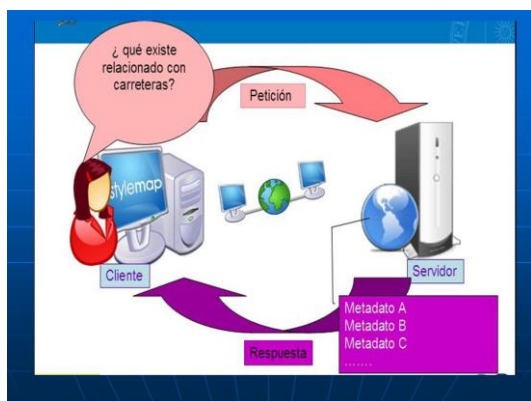 ¿ qué existe
relacionado con
carreteras?
Petición
stylemap
Cliente
Servidor
Metadato A
Metadato B
Metadato C
.......
Respuesta